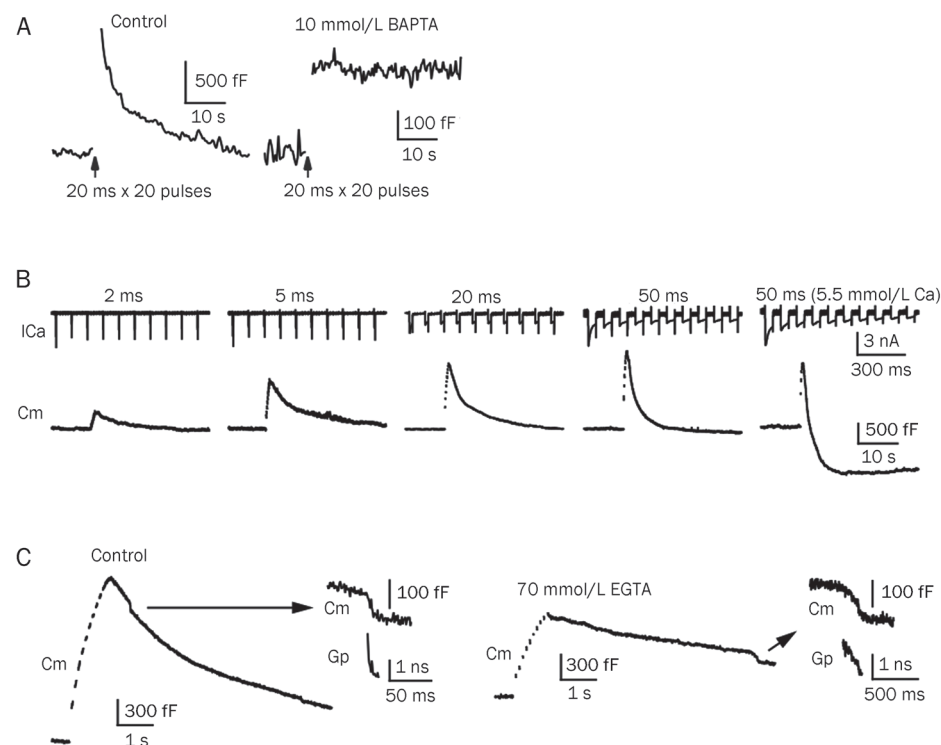 A
Control
10 mmol/L BAPTA
500 fF
10 s
100 fF
10 s
20 ms x 20 pulses
20 ms x 20 pulses
B
2 ms
5 ms
20 ms
50 ms
50 ms (5.5 mmol/L Ca)
ICa
3 nA
300 ms
Cm
500 fF
10 s
C
Control
Cm
300 fF
1 s
Cm
100 fF
Gp
1 ns
50 ms
70 mmol/L EGTA
Cm
300 fF
1 s
Cm
100 fF
Gp
1 ns
500 ms